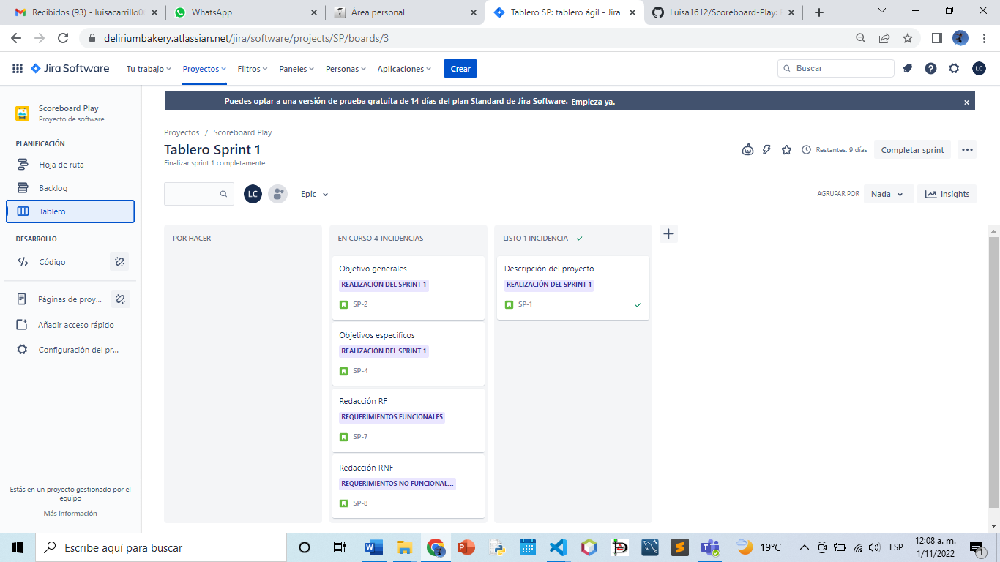 Recibidos (93) - luisacarrillo0
WhatsApp
Área personal
Tablero SP: tablero ágil - Jira
Luisa1612/Scoreboard-Play:
deliriumbakery.atlassian.net/jira/software/projects/SP/boards/3
Jira Software
Tu trabajo
Proyectos
Filtros
Paneles
Personas
Aplicaciones
Crear
Buscar
LC
Puedes optar a una versión de prueba gratuita de 14 días del plan Standard de Jira Software. Empieza ya.
Scoreboard Play
Proyecto de software
PLANIFICACIÓN
Hoja de ruta
Backlog
Tablero
DESARROLLO
Código
Páginas de proy...
Añadir acceso rápido
Configuración del pr...
Estás en un proyecto gestionado por el
equipo
Más información
Proyectos / Scoreboard Play
Tablero Sprint 1
Finalizar sprint 1 completamente.
Restantes: 9 días
Completar sprint
LC
Epic
AGRUPAR POR
Nada
Insights
POR HACER
EN CURSO 4 INCIDENCIAS
Objetivo generales
REALIZACIÓN DEL SPRINT 1
SP-2
Objetivos especificos
REALIZACIÓN DEL SPRINT 1
SP-4
Redacción RF
REQUERIMIENTOS FUNCIONALES
SP-7
Redacción RNF
REQUERIMIENTOS NO FUNCIONAL...
SP-8
LISTO 1 INCIDENCIA
Descripción del proyecto
REALIZACIÓN DEL SPRINT 1
SP-1
Escribe aquí para buscar
19°C
ESP
12:08 a. m.
1/11/2022
1